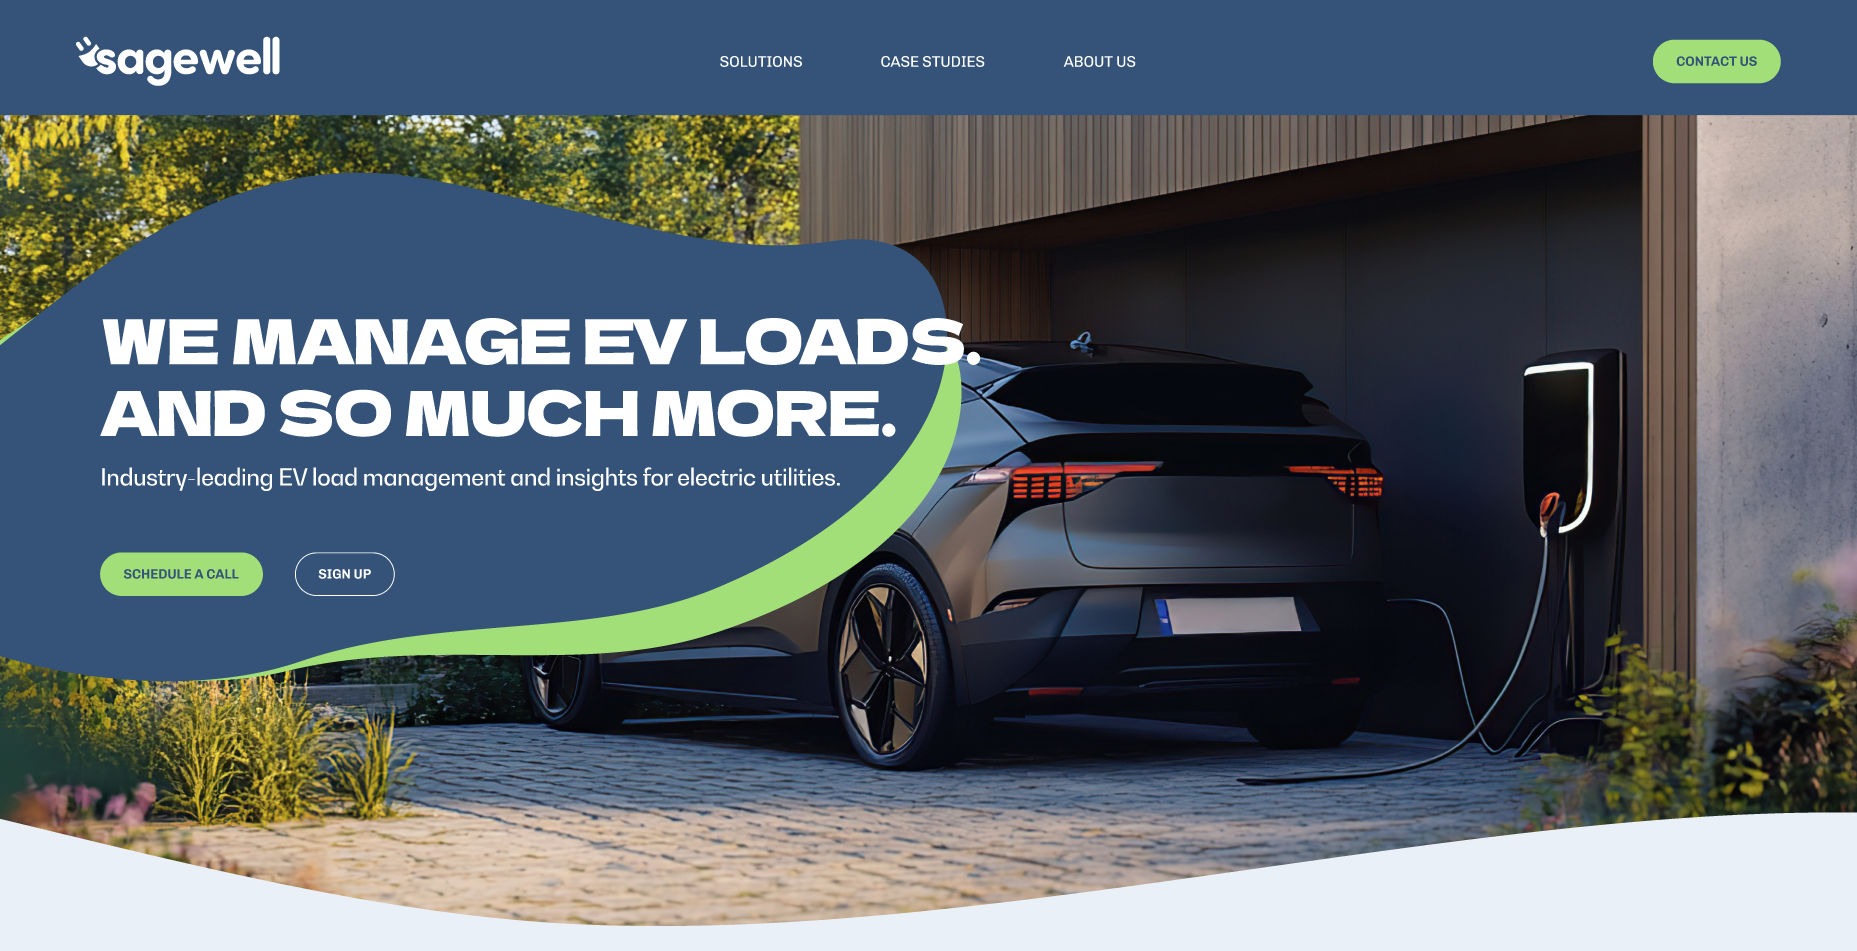 sagewell
SOLUTIONS
CASE STUDIES
ABOUT US
CONTACT US
WE MANAGE EV LOADS.
AND SO MUCH MORE.
Industry-leading EV load management and insights for electric utilities.
SCHEDULE A CALL
SIGN UP